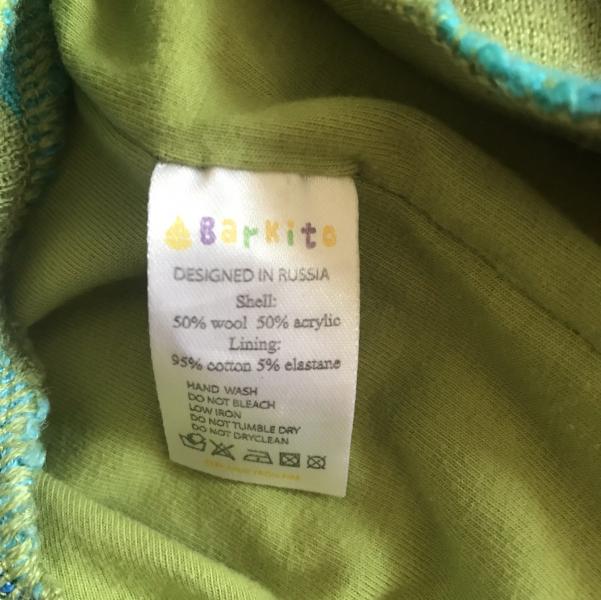 Barkito
DESIGNED IN RUSSIA
Shell:
50% wool 50% acrylic
Lining:
95% cotton 5% elastane
HAND WASH
DO NOT BLEACH
LOW IRON
DO NOT TUMBLE DRY
DO NOT DRYCLEAN